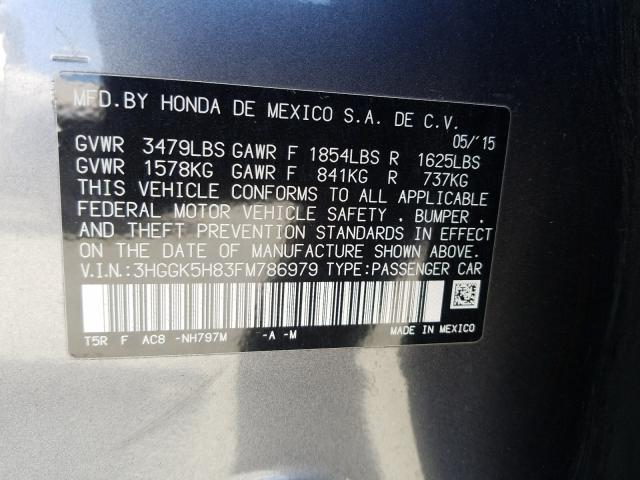 MFD.BY HONDA DE MEXICO S.A. DE C.V.
05/'15
GVWR 3479LBS GAWR F 1854LBS R 1625LBS
GVWR 1578KG GAWR F 841KG R 737KG
THIS VEHICLE CONFORMS TO ALL APPLICABLE
FEDERAL MOTOR VEHICLE SAFETY , BUMPER ,
AND THEFT PREVENTION STANDARDS IN EFFECT
ON THE DATE OF MANUFACTURE SHOWN ABOVE.
V.I.N.:3HGGK5H83FM786979 TYPE:PASSENGER CAR
T5R F AC8 -NH797M -A -M MADE IN MEXICO